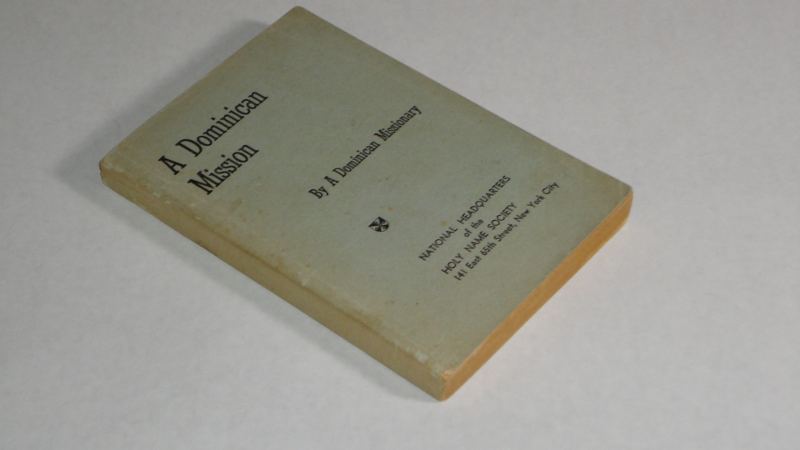 A Dominican
Mission
By A Dominican Missionary
NATIONAL HEADQUARTERS
of the
HOLY NAME SOCIETY
141 East 65th Street, New York City